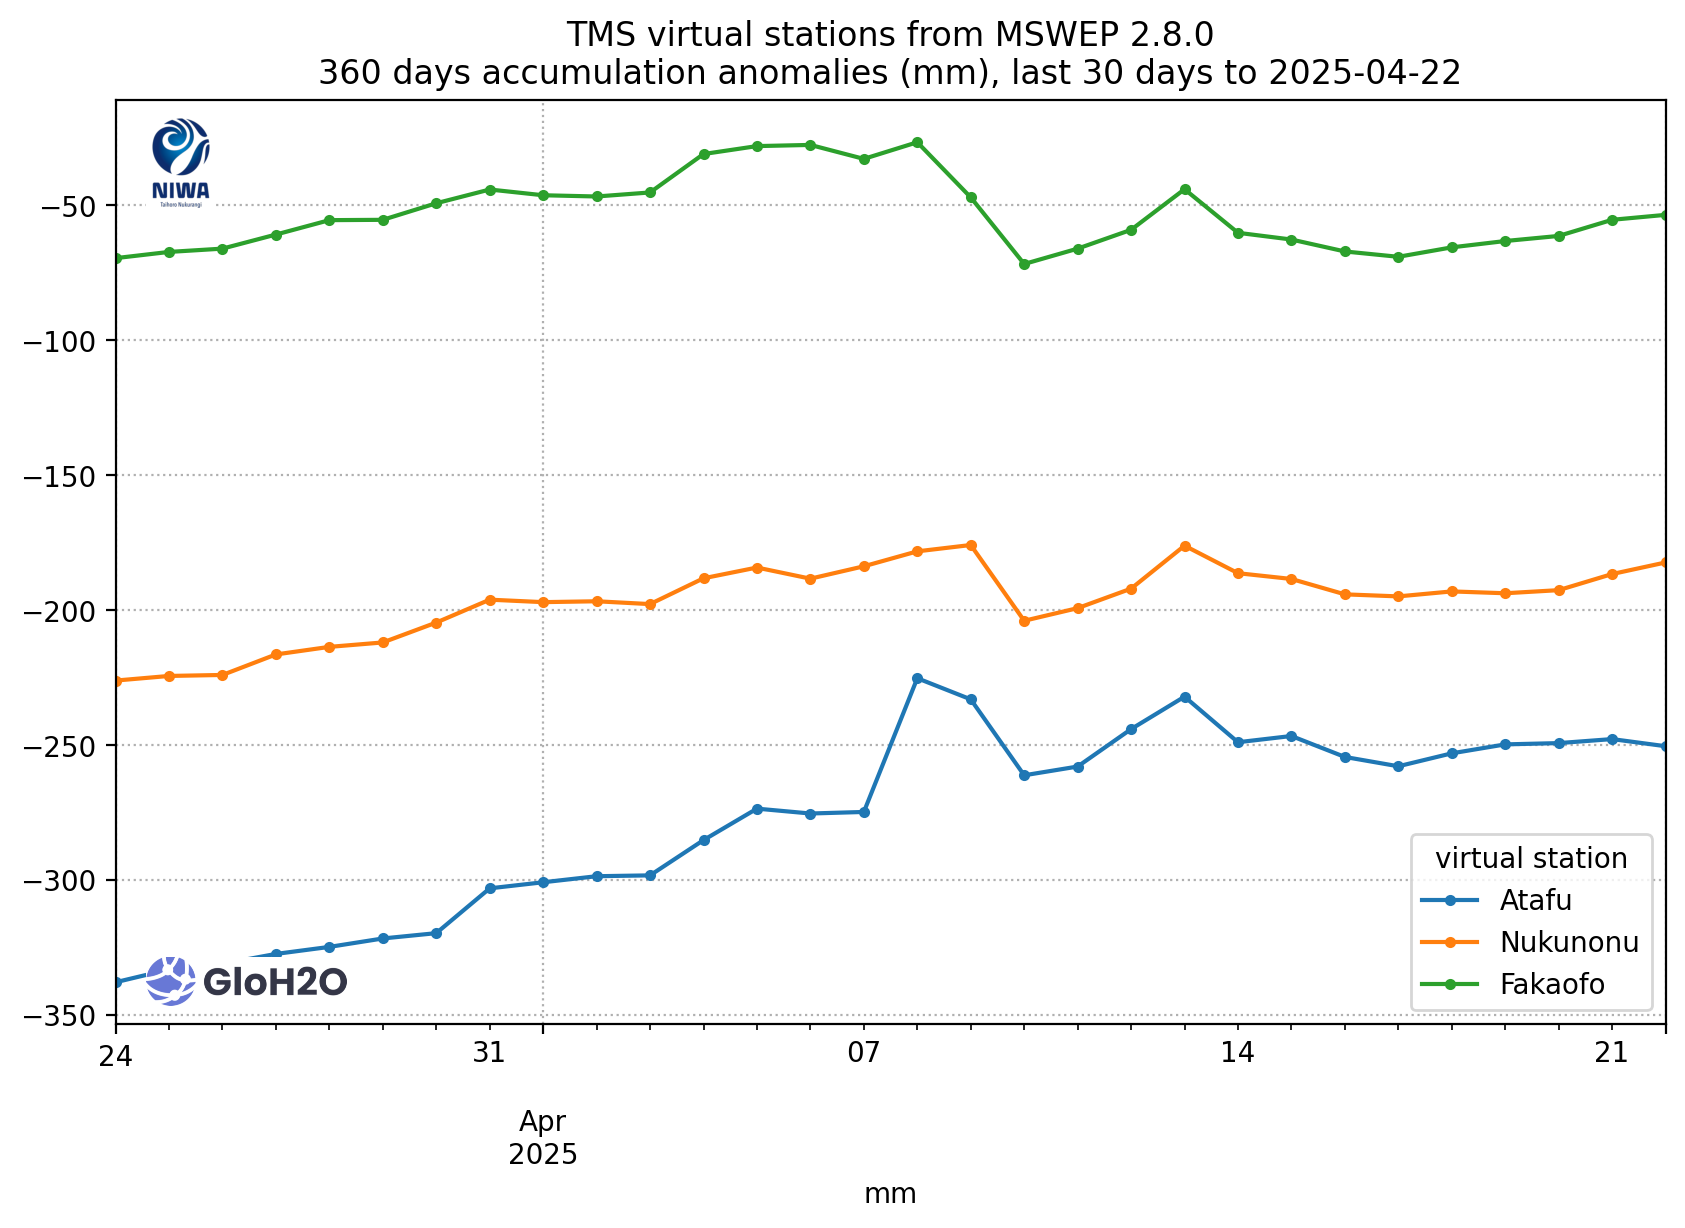 TMS virtual stations from MSWEP 2.8.0
360 days accumulation anomalies (mm), last 30 days to 2025-04-22
NIWA
Taihoro Nukurangi
−50
−100
−150
−200
−250
−300
−350
virtual station
Atafu
Nukunonu
Fakaofo
GloH2O
24 31 07 14 21
Apr
2025
mm